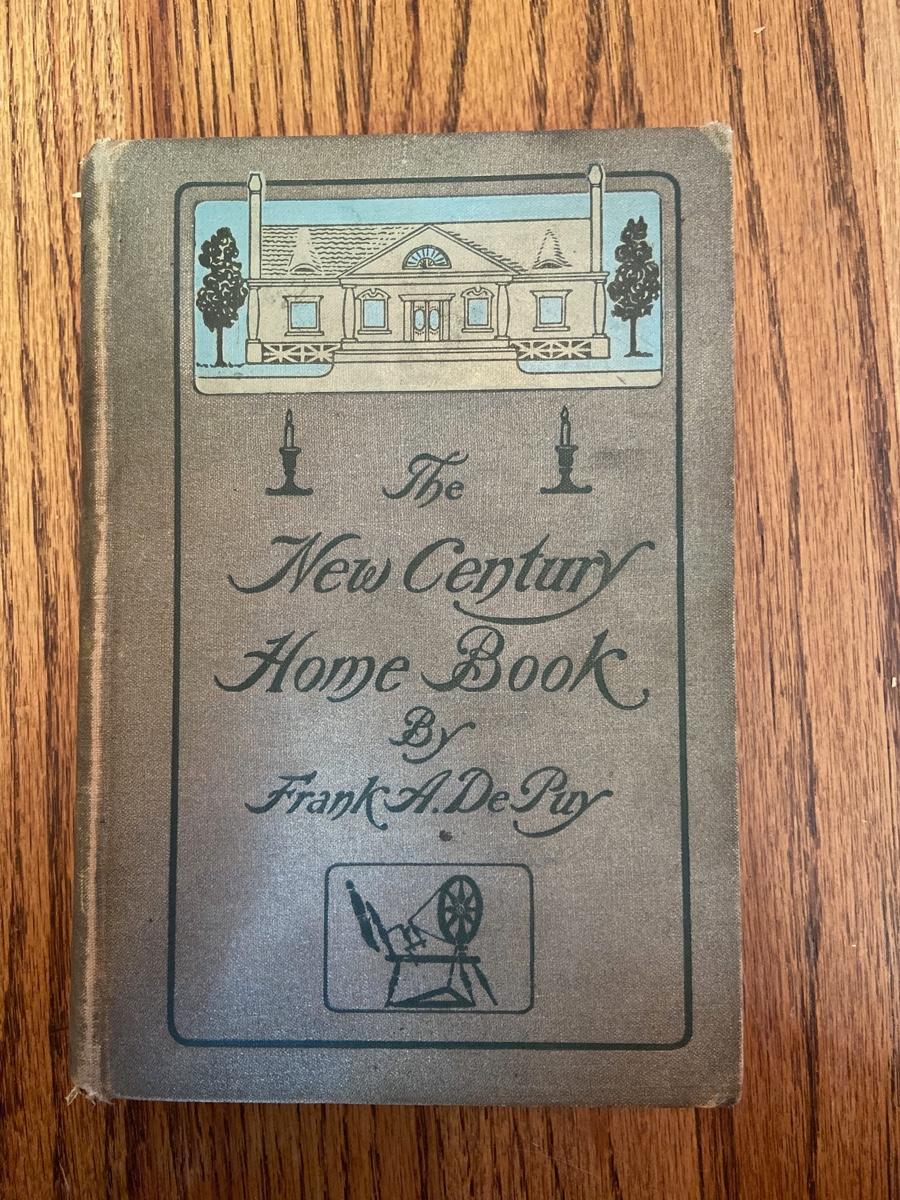 The
New Century
Home Book
By
Frank A. De Puy